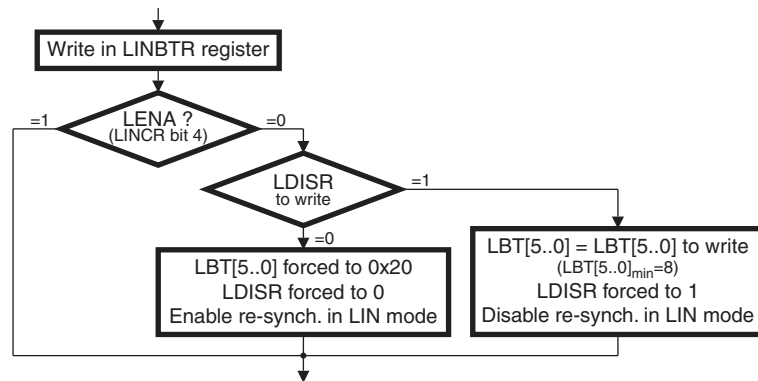 Write in LINBTR register
=1
LENA ?
=0
(LINCR bit 4)
LDISR
=1
to write
=0
LBT[5..0] forced to 0x20
LDISR forced to 0
Enable re-synch. in LIN mode
LBT[5..0] = LBT[5..0] to write
(LBT[5..0]min=8)
LDISR forced to 1
Disable re-synch. in LIN mode